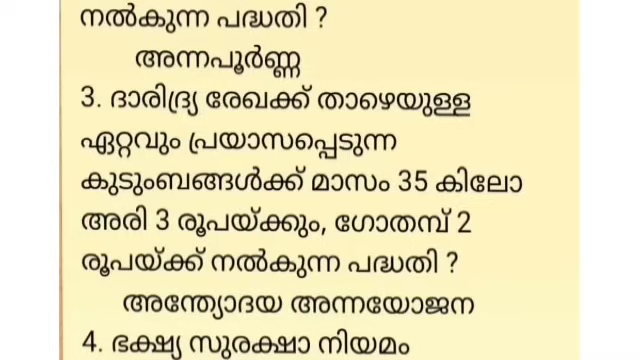 നൽകുന്ന പദ്ധതി ?
അന്നപൂർണ്ണ
3. ദാരിദ്ര്യ രേഖക്ക് താഴെയുള്ള
ഏറ്റവും പ്രയാസപ്പെടുന്ന
കുടുംബങ്ങൾക്ക് മാസം 35 കിലോ
അരി 3 രൂപയ്ക്കും, ഗോതമ്പ് 2
രൂപയ്ക്ക് നൽകുന്ന പദ്ധതി ?
അന്ത്യോദയ അന്നയോജന
4. ഭക്ഷ്യ സുരക്ഷാ നിയമം